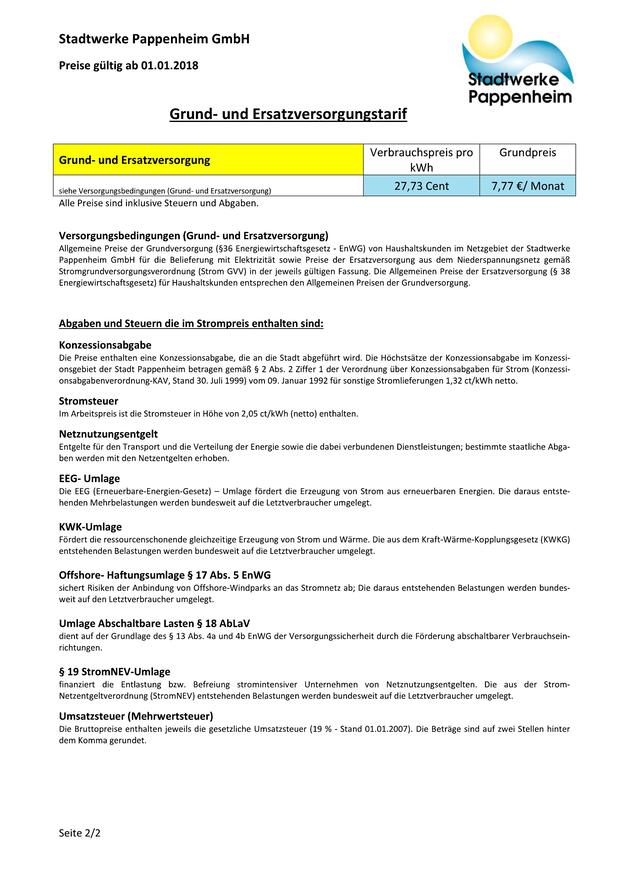 Stadtwerke Pappenheim GmbH
Preise gültig ab 01.01.2018
Stadtwerke
Pappenheim
Grund- und Ersatzversorgungstarif
Grund- und Ersatzversorgung
Verbrauchspreis pro
kWh
Grundpreis
siehe Versorgungsbedingungen (Grund- und Ersatzversorgung)
27,73 Cent
7,77 €/ Monat
Alle Preise sind inklusive Steuern und Abgaben.
Versorgungsbedingungen (Grund- und Ersatzversorgung)
Allgemeine Preise der Grundversorgung (§36 Energiewirtschaftsgesetz - EnWG) von Haushaltskunden im Netzgebiet der Stadtwerke
Pappenheim GmbH für die Belieferung mit Elektrizität sowie Preise der Ersatzversorgung aus dem Niederspannungsnetz gemäß
Stromgrundversorgungsverordnung (Strom GVV) in der jeweils gültigen Fassung. Die Allgemeinen Preise der Ersatzversorgung (§ 38
Energiewirtschaftsgesetz) für Haushaltskunden entsprechen den Allgemeinen Preisen der Grundversorgung.
Abgaben und Steuern die im Strompreis enthalten sind:
Konzessionsabgabe
Die Preise enthalten eine Konzessionsabgabe, die an die Stadt abgeführt wird. Die Höchstsätze der Konzessionsabgabe im Konzessi-
onsgebiet der Stadt Pappenheim betragen gemäß § 2 Abs. 2 Ziffer 1 der Verordnung über Konzessionsabgaben für Strom (Konzessi-
onsabgabenverordnung-KAV, Stand 30. Juli 1999) vom 09. Januar 1992 für sonstige Stromlieferungen 1,32 ct/kWh netto.
Stromsteuer
Im Arbeitspreis ist die Stromsteuer in Höhe von 2,05 ct/kWh (netto) enthalten.
Netznutzungsentgelt
Entgelte für den Transport und die Verteilung der Energie sowie die dabei verbundenen Dienstleistungen; bestimmte staatliche Abga-
ben werden mit den Netzentgelten erhoben.
EEG- Umlage
Die EEG (Erneuerbare-Energien-Gesetz) – Umlage fördert die Erzeugung von Strom aus erneuerbaren Energien. Die daraus entste-
henden Mehrbelastungen werden bundesweit auf die Letztverbraucher umgelegt.
KWK-Umlage
Fördert die ressourcenschonende gleichzeitige Erzeugung von Strom und Wärme. Die aus dem Kraft-Wärme-Kopplungsgesetz (KWKG)
entstehenden Belastungen werden bundesweit auf die Letztverbraucher umgelegt.
Offshore- Haftungsumlage § 17 Abs. 5 EnWG
sichert Risiken der Anbindung von Offshore-Windparks an das Stromnetz ab; Die daraus entstehenden Belastungen werden bundes-
weit auf den Letztverbraucher umgelegt.
Umlage Abschaltbare Lasten § 18 AbLaV
dient auf der Grundlage des § 13 Abs. 4a und 4b EnWG der Versorgungssicherheit durch die Förderung abschaltbarer Verbrauchsein-
richtungen.
§ 19 StromNEV-Umlage
finanziert die Entlastung bzw. Befreiung stromintensiver Unternehmen von Netznutzungsentgelten. Die aus der Strom-
Netzentgeltverordnung (StromNEV) entstehenden Belastungen werden bundesweit auf die Letztverbraucher umgelegt.
Umsatzsteuer (Mehrwertsteuer)
Die Bruttopreise enthalten jeweils die gesetzliche Umsatzsteuer (19 % - Stand 01.01.2007). Die Beträge sind auf zwei Stellen hinter
dem Komma gerundet.
Seite 2/2